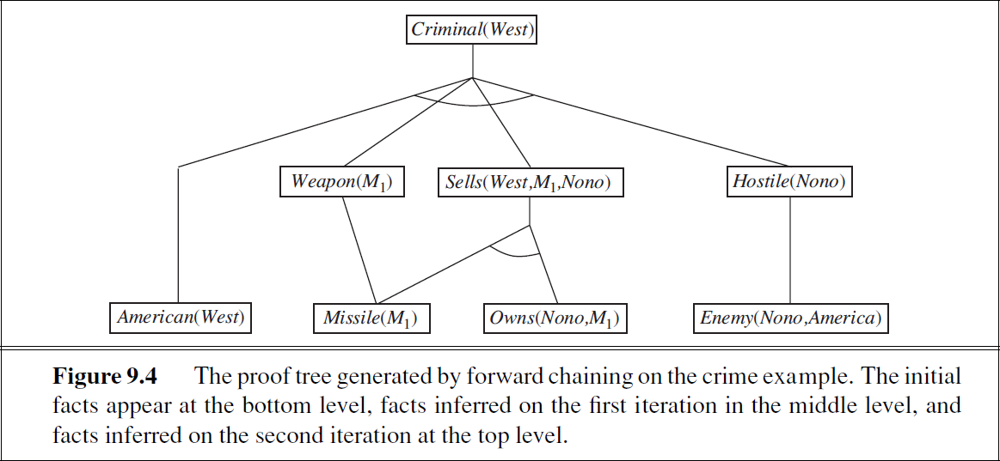 Criminal(West)
Weapon(M₁) Sells(West,M₁,Nono) Hostile(Nono)
American(West) Missile(M₁) Owns(Nono,M₁) Enemy(Nono,America)
Figure 9.4 The proof tree generated by forward chaining on the crime example. The initial
facts appear at the bottom level, facts inferred on the first iteration in the middle level, and
facts inferred on the second iteration at the top level.